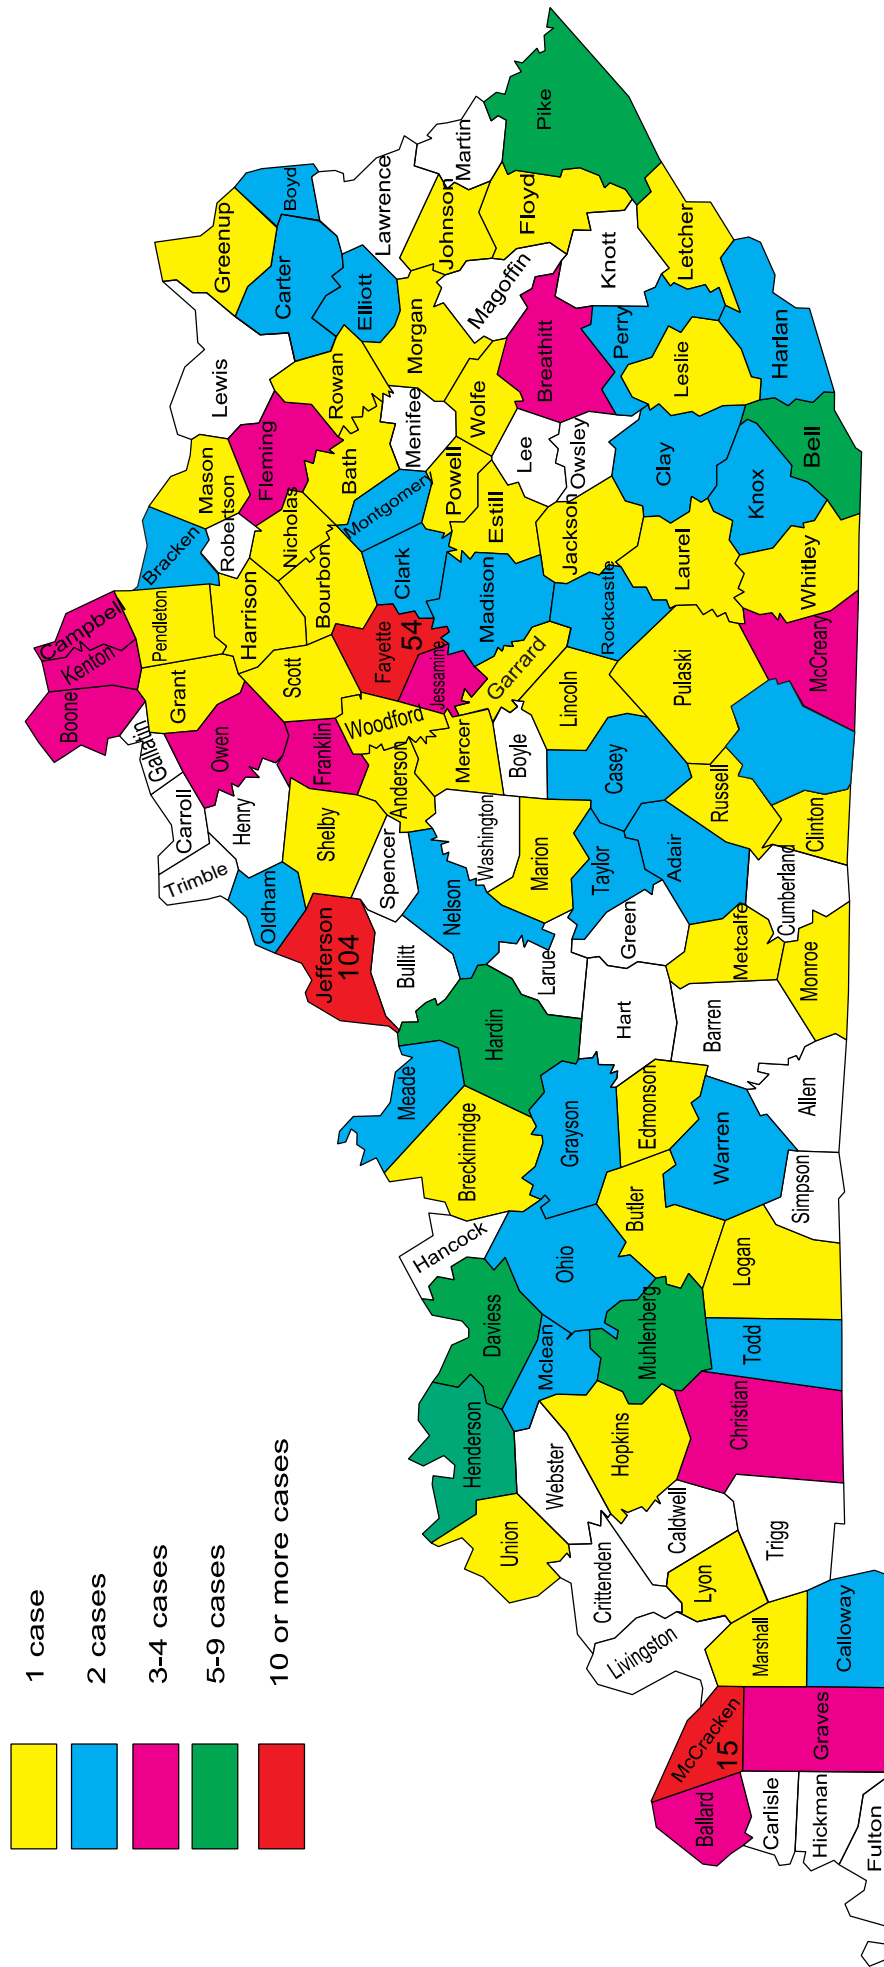 1 case
2 cases
3-4 cases
5-9 cases
10 or more cases
Pike
Martin
Lawrence
Boyd
Greenup
Carter
Elliott
Johnson
Floyd
Letcher
Knott
Magoffin
Morgan
Rowan
Lewis
Fleming
Mason
Robertson
Bracken
Nicholas
Bath
Menifee
Montgomery
Powell
Wolfe
Breathitt
Perry
Leslie
Harlan
Bell
Clay
Knox
Owsley
Lee
Estill
Jackson
Laurel
Whitley
McCreary
Rockcastle
Madison
Clark
Bourbon
Harrison
Pendleton
Campbell
Kenton
Boone
Grant
Gallatin
Owen
Scott
Fayette
54
Jessamine
Garrard
Lincoln
Pulaski
Woodford
Franklin
Anderson
Mercer
Boyle
Casey
Russell
Clinton
Carroll
Henry
Trimble
Oldham
Shelby
Spencer
Washington
Marion
Taylor
Adair
Cumberland
Jefferson
104
Bullitt
Nelson
Larue
Green
Metcalfe
Monroe
Hardin
Hart
Barren
Allen
Meade
Breckinridge
Grayson
Edmonson
Warren
Simpson
Hancock
Ohio
Butler
Logan
Daviess
Mclean
Muhlenberg
Todd
Henderson
Webster
Hopkins
Christian
Union
Crittenden
Caldwell
Trigg
Livingston
Lyon
Marshall
Calloway
McCracken
15
Graves
Ballard
Carlisle
Hickman
Fulton